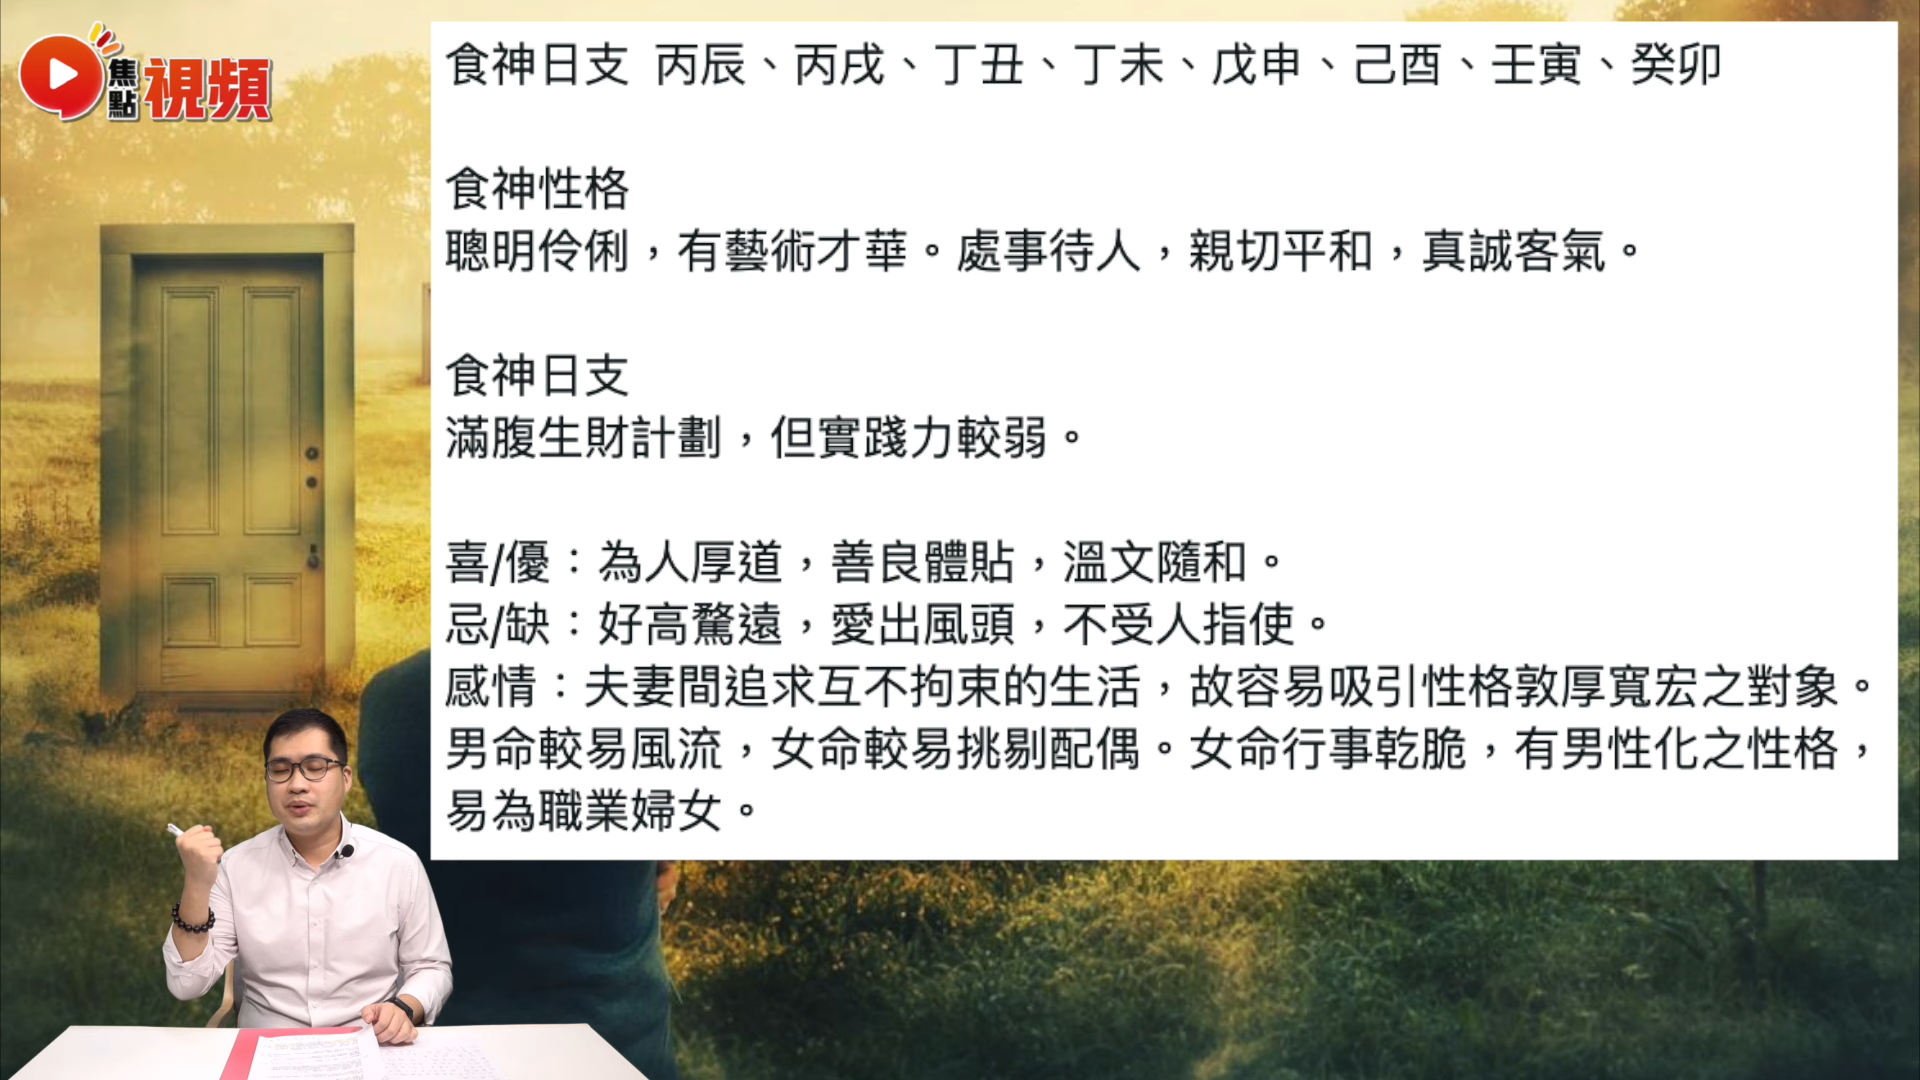 焦點視頻
食神日支 丙辰、丙戌、丁丑、丁未、戊申、己酉、壬寅、癸卯
食神性格
聰明伶俐，有藝術才華。處事待人，親切平和，真誠客氣。
食神日支
滿腹生財計劃，但實踐力較弱。
喜/優：為人厚道，善良體貼，溫文隨和。
忌/缺：好高騖遠，愛出風頭，不受人指使。
感情：夫妻間追求互不拘束的生活，故容易吸引性格敦厚寬宏之對象。
男命較易風流，女命較易挑剔配偶。女命行事乾脆，有男性化之性格，
易為職業婦女。